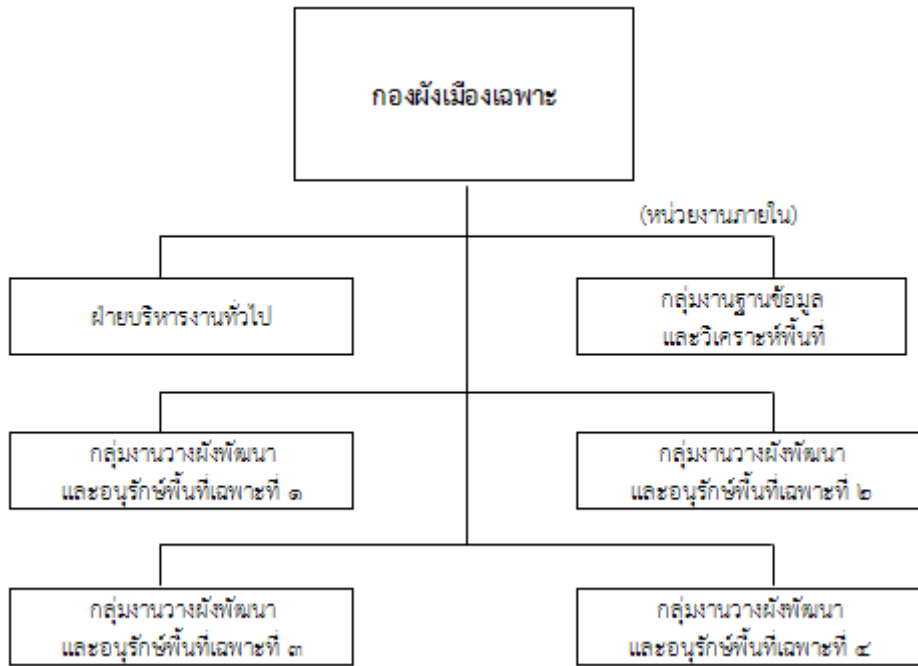 กองผังเมืองเฉพาะ
(หน่วยงานภายใน)
ฝ่ายบริหารงานทั่วไป
กลุ่มงานฐานข้อมูล
และวิเคราะห์พื้นที่
กลุ่มงานวางผังพัฒนา
และอนุรักษ์พื้นที่เฉพาะที่ ๑
กลุ่มงานวางผังพัฒนา
และอนุรักษ์พื้นที่เฉพาะที่ ๒
กลุ่มงานวางผังพัฒนา
และอนุรักษ์พื้นที่เฉพาะที่ ๓
กลุ่มงานวางผังพัฒนา
และอนุรักษ์พื้นที่เฉพาะที่ ๔